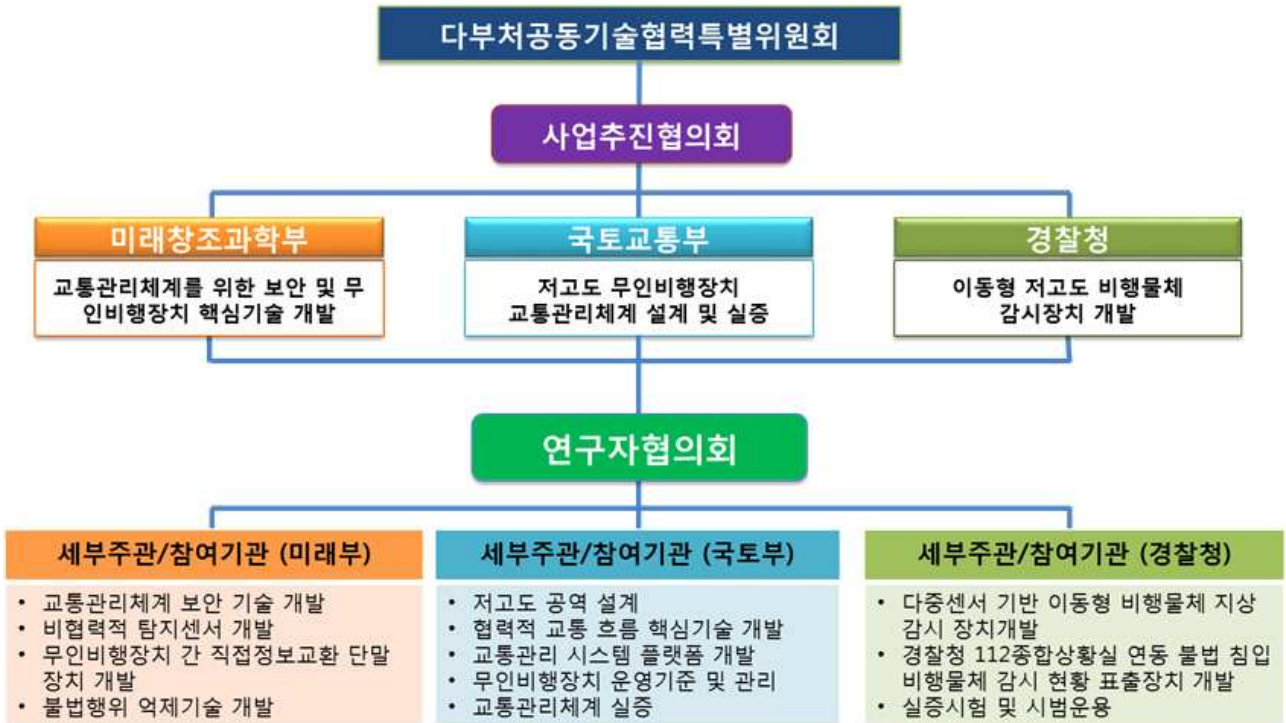 다부처공동기술협력특별위원회
사업추진협의회
미래창조과학부
교통관리체계를 위한 보안 및 무
인비행장치 핵심기술 개발
국토교통부
저고도 무인비행장치
교통관리체계 설계 및 실증
경찰청
이동형 저고도 비행물체
감시장치 개발
연구자협의회
세부주관/참여기관 (미래부)
• 교통관리체계 보안 기술 개발
• 비협력적 탐지센서 개발
• 무인비행장치 간 직접정보교환 단말
장치 개발
• 불법행위 억제기술 개발
세부주관/참여기관 (국토부)
• 저고도 공역 설계
• 협력적 교통 흐름 핵심기술 개발
• 교통관리 시스템 플랫폼 개발
• 무인비행장치 운영기준 및 관리
• 교통관리체계 실증
세부주관/참여기관 (경찰청)
• 다중센서 기반 이동형 비행물체 지상
감시 장치개발
• 경찰청 112종합상황실 연동 불법 침입
비행물체 감시 현황 표출장치 개발
• 실증시험 및 시범운용